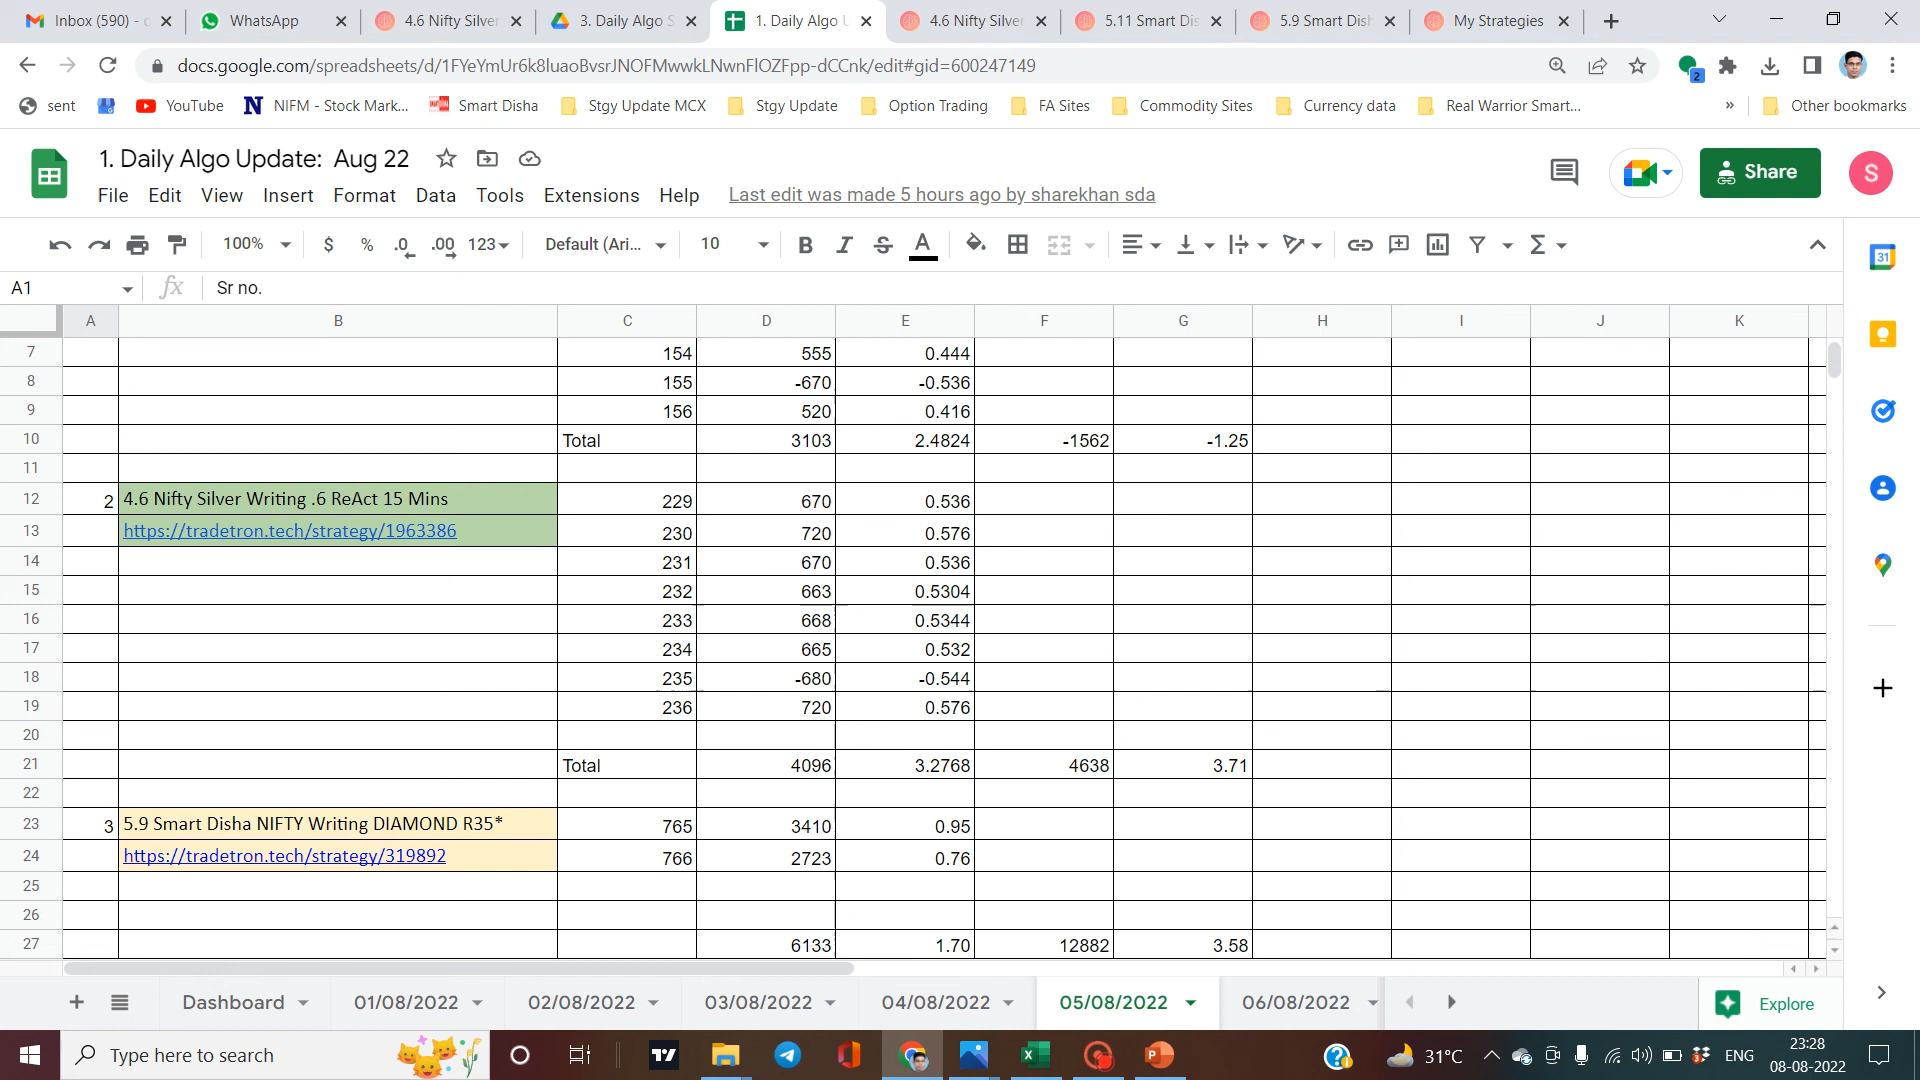 Inbox (590) - c
WhatsApp
4.6 Nifty Silver
3. Daily Algo S
1. Daily Algo U
4.6 Nifty Silver
5.11 Smart Dis
5.9 Smart Dish
My Strategies
docs.google.com/spreadsheets/d/1FYeYmUr6k8luaoBvsrJNOFMwwkLNwnFlOZFpp-dCCnk/edit#gid=600247149
2
sent YouTube NIFM - Stock Mark... Smart Disha Stgy Update MCX Stgy Update Option Trading FA Sites Commodity Sites Currency data Real Warrior Smart... » Other bookmarks
1. Daily Algo Update: Aug 22
Share
S
File Edit View Insert Format Data Tools Extensions Help Last edit was made 5 hours ago by sharekhan sda
100% $ % .0 .00 123 Default (Ari... 10 B I S A Σ
31
A1 fx Sr no.
A B C D E F G H I J K
7 154 555 0.444
8 155 -670 -0.536
9 156 520 0.416
10 Total 3103 2.4824 -1562 -1.25
11
12 2 4.6 Nifty Silver Writing .6 ReAct 15 Mins 229 670 0.536
13 https://tradetron.tech/strategy/1963386 230 720 0.576
14 231 670 0.536
15 232 663 0.5304
16 233 668 0.5344
17 234 665 0.532
18 235 -680 -0.544
19 236 720 0.576
20
21 Total 4096 3.2768 4638 3.71
22
23 3 5.9 Smart Disha NIFTY Writing DIAMOND R35* 765 3410 0.95
24 https://tradetron.tech/strategy/319892 766 2723 0.76
25
26
27 6133 1.70 12882 3.58
Dashboard 01/08/2022 02/08/2022 03/08/2022 04/08/2022 05/08/2022 06/08/2022 Explore
Type here to search
31°C
ENG
23:28
08-08-2022